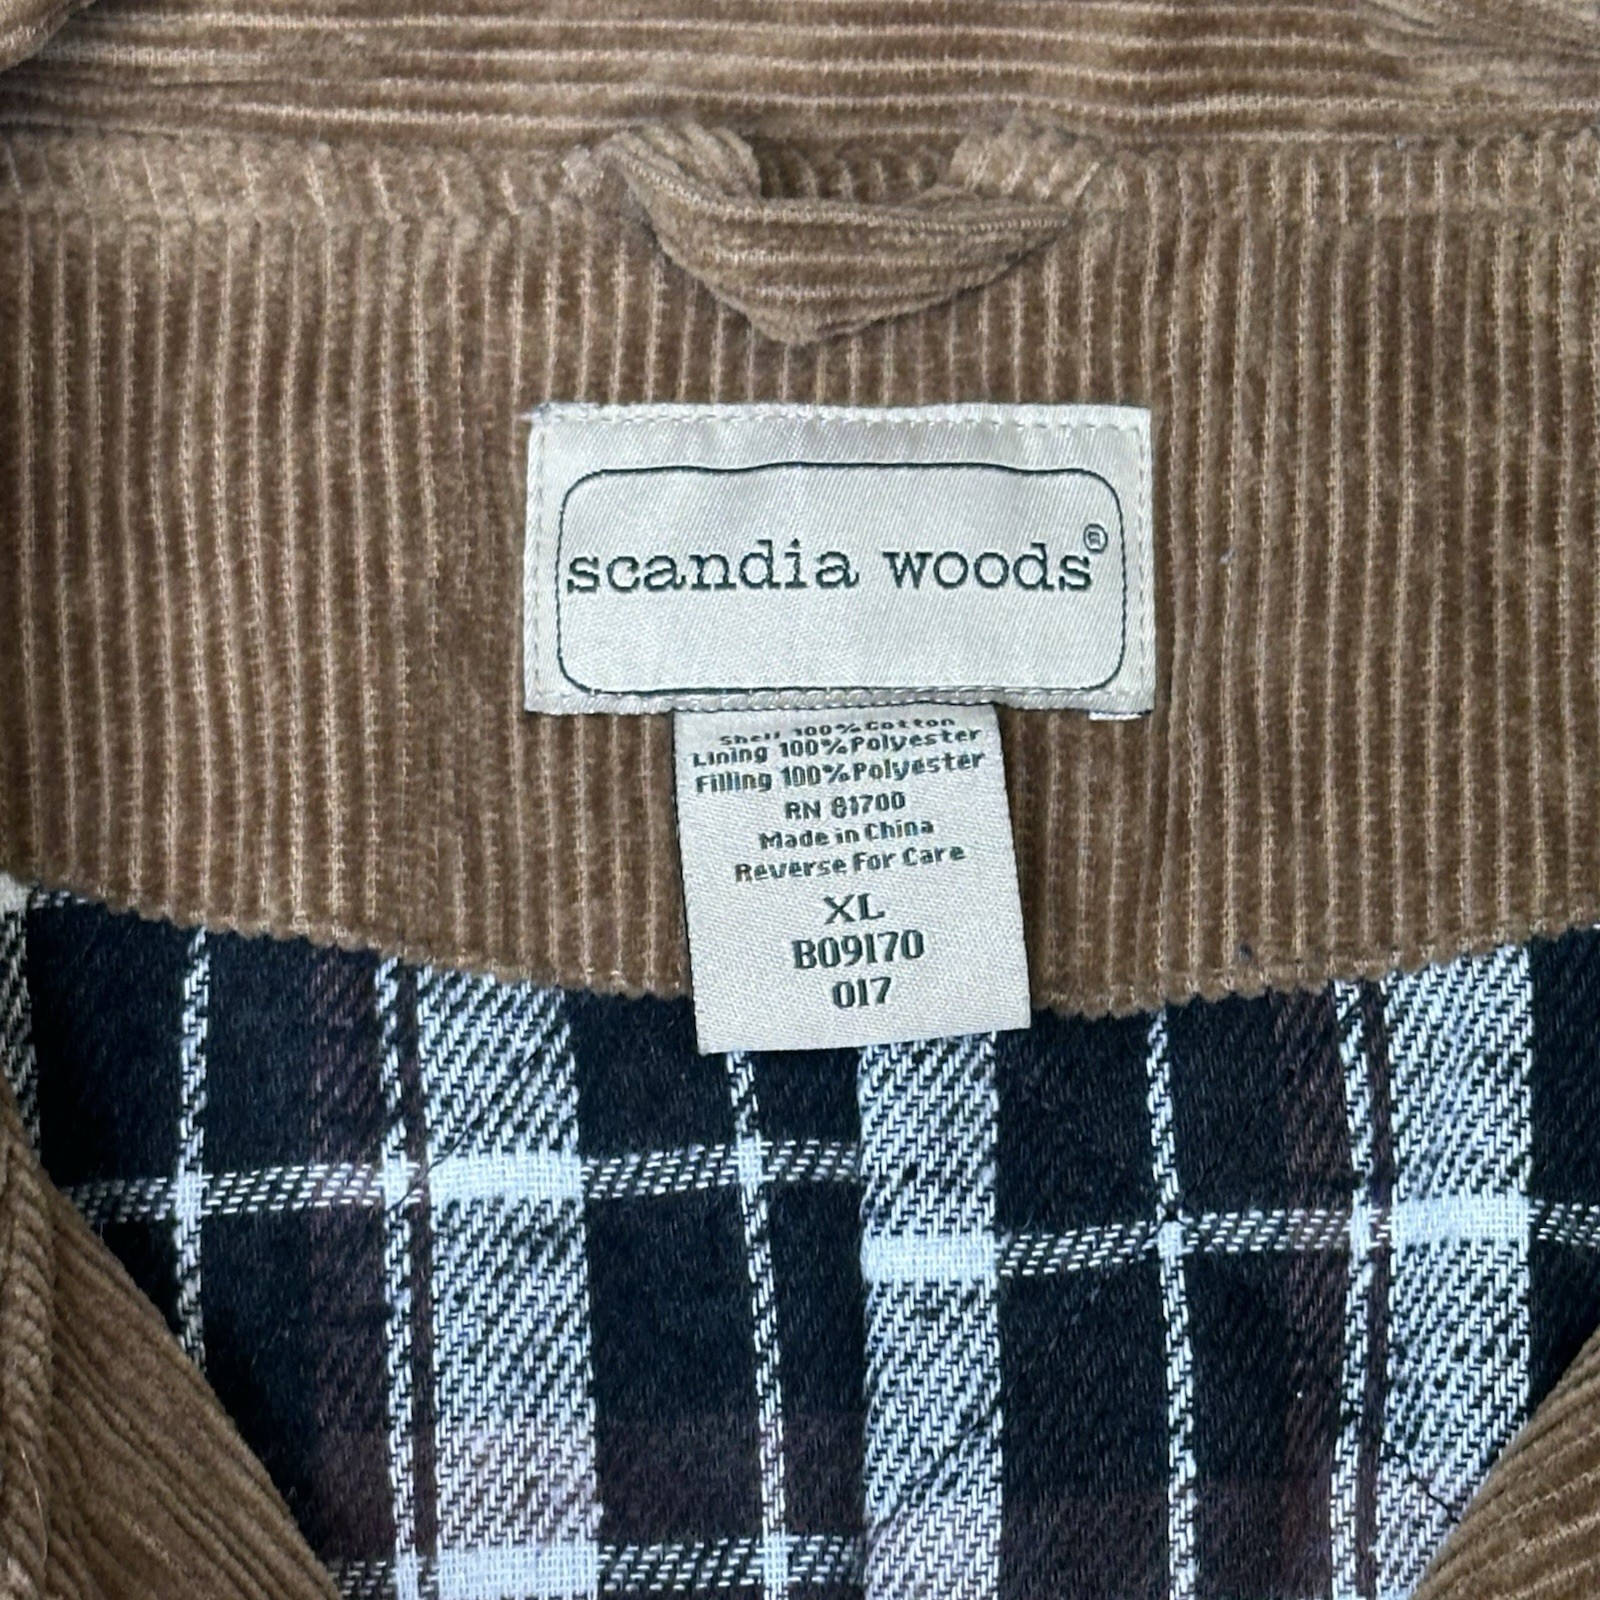 scandia woods®
Shell 100% Cotton
Lining 100% Polyester
Filling 100% Polyester
RN 81700
Made in China
Reverse For Care
XL
B09170
017